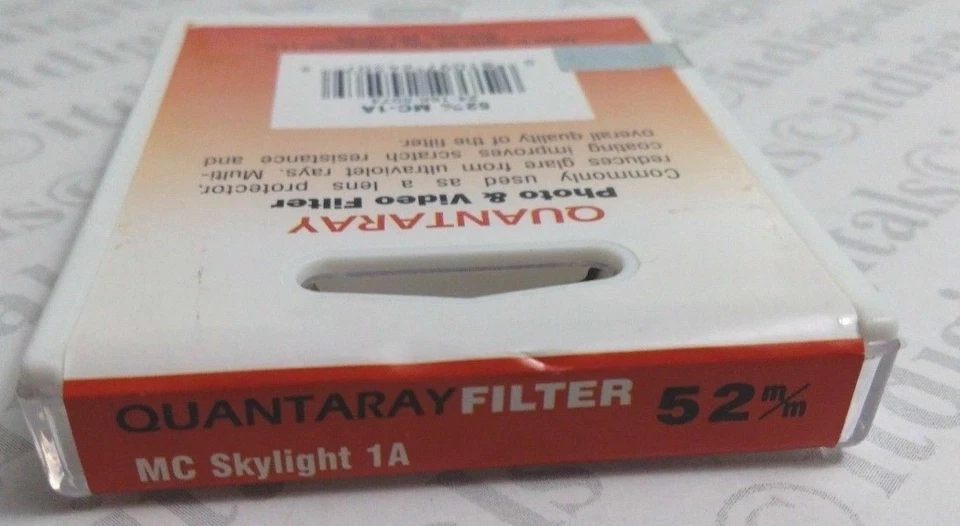 QUANTARAY
Photo & Video Filter
Commonly used as a lens protector,
reduces glare from ultraviolet rays. Multi-
coating improves scratch resistance and
overall quality of the filter.
52㎜ MC-1A
QUANTARAYFILTER 52m/m
MC Skylight 1A